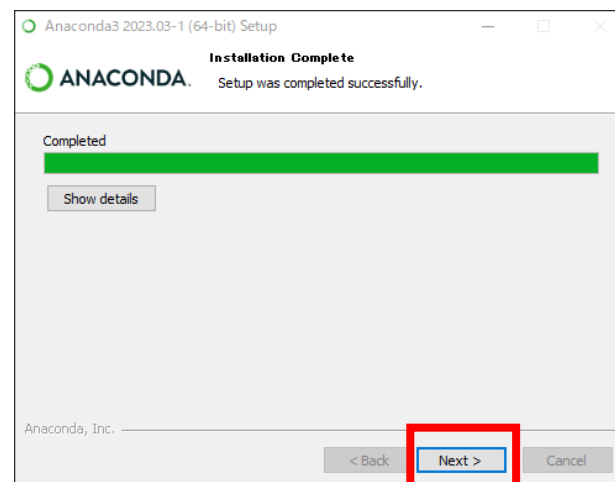 Anaconda3 2023.03-1 (64-bit) Setup
ANACONDA.
Installation Complete
Setup was completed successfully.
Completed
Show details
Anaconda, Inc.
< Back
Next >
Cancel